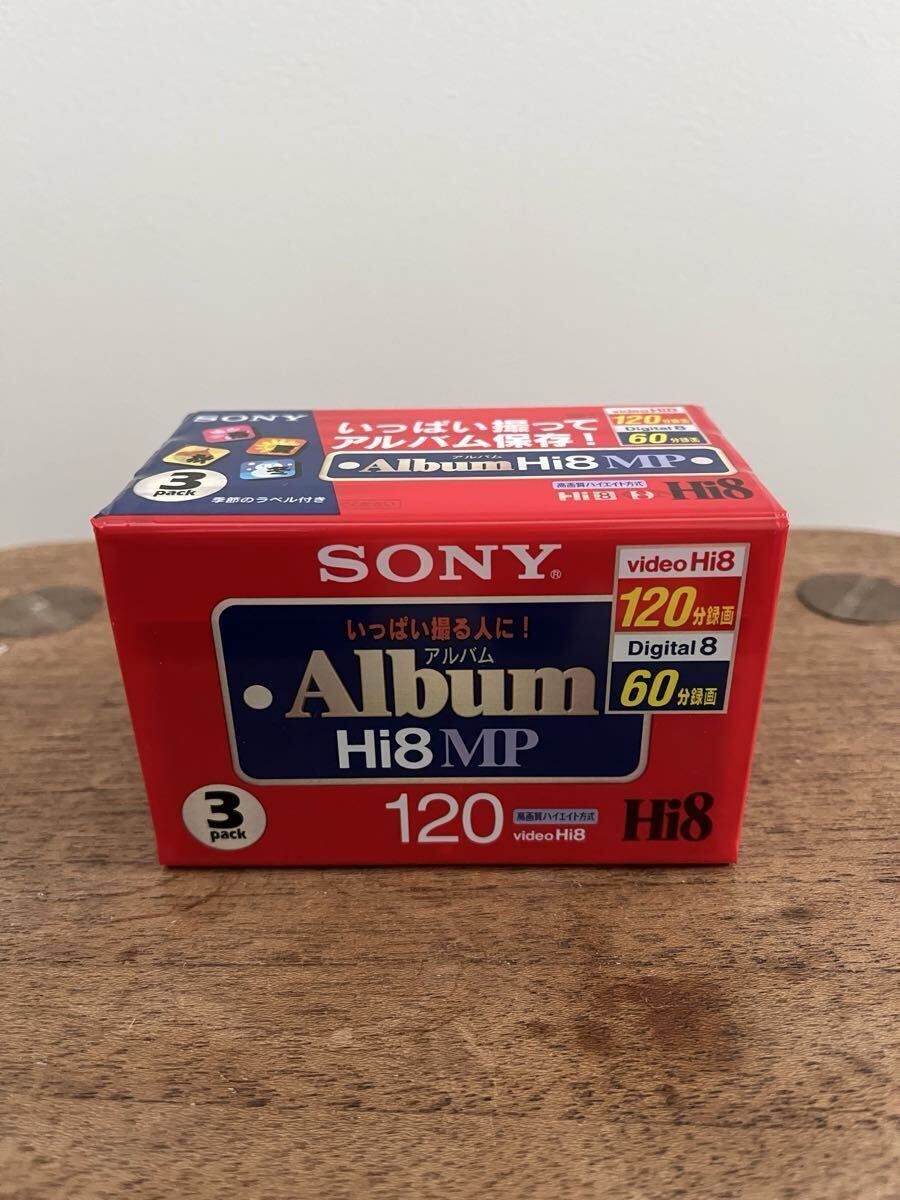 SONY
いっぱい撮って
アルバム保存!
video Hi8
120分録画
Digital 8
60分録画
アルバム
Album Hi8 MP
3
pack
季節のラベル付き
高画質ハイエイト方式
Hi8
Hi8
SONY®
いっぱい撮る人に!
アルバム
Album
Hi8 MP
video Hi8
120分録画
Digital 8
60分録画
3
pack
120
高画質ハイエイト方式
video Hi8
Hi8